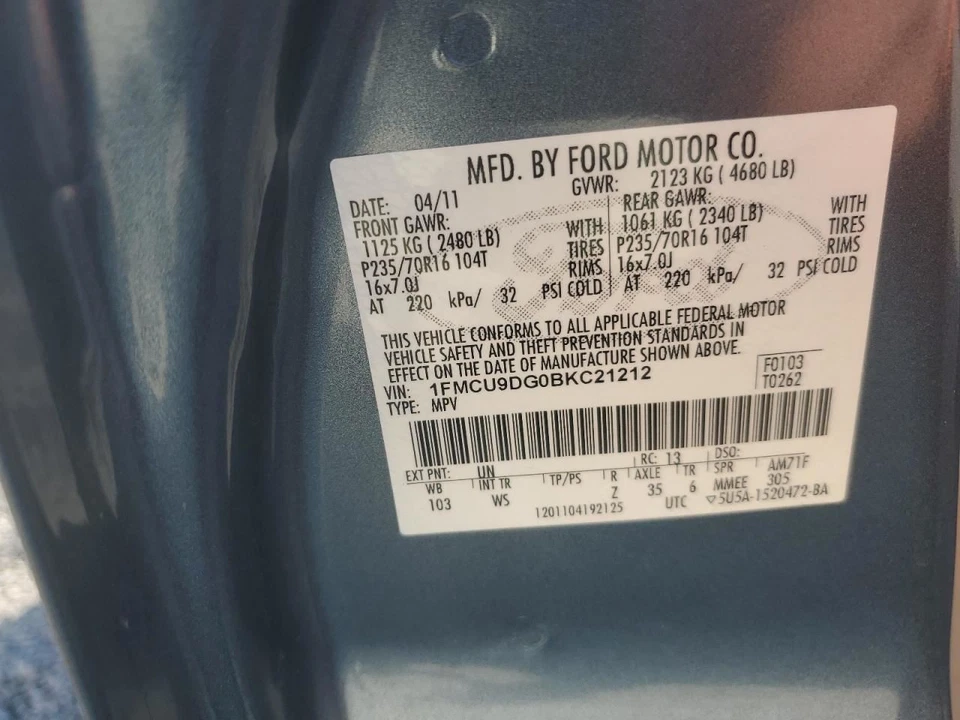 MFD. BY FORD MOTOR CO.
DATE: 04/11 GVWR: 2123 KG ( 4680 LB)
FRONT GAWR: REAR GAWR:
1125 KG ( 2480 LB) WITH 1061 KG ( 2340 LB) WITH
P235/70R16 104T TIRES P235/70R16 104T TIRES
16x7.0J RIMS 16x7.0J RIMS
AT 220 kPa/ 32 PSI COLD AT 220 kPa/ 32 PSI COLD
Ford
THIS VEHICLE CONFORMS TO ALL APPLICABLE FEDERAL MOTOR
VEHICLE SAFETY AND THEFT PREVENTION STANDARDS IN
EFFECT ON THE DATE OF MANUFACTURE SHOWN ABOVE.
VIN: 1FMCU9DG0BKC21212 F0103
TYPE: MPV T0262
EXT PNT: UN RC: 13 DSO:
WB INT TR TP/PS R AXLE TR SPR AM71F
103 WS Z 35 6 MMEE 305
1201104192125 UTC ▽5U5A-1520472-BA